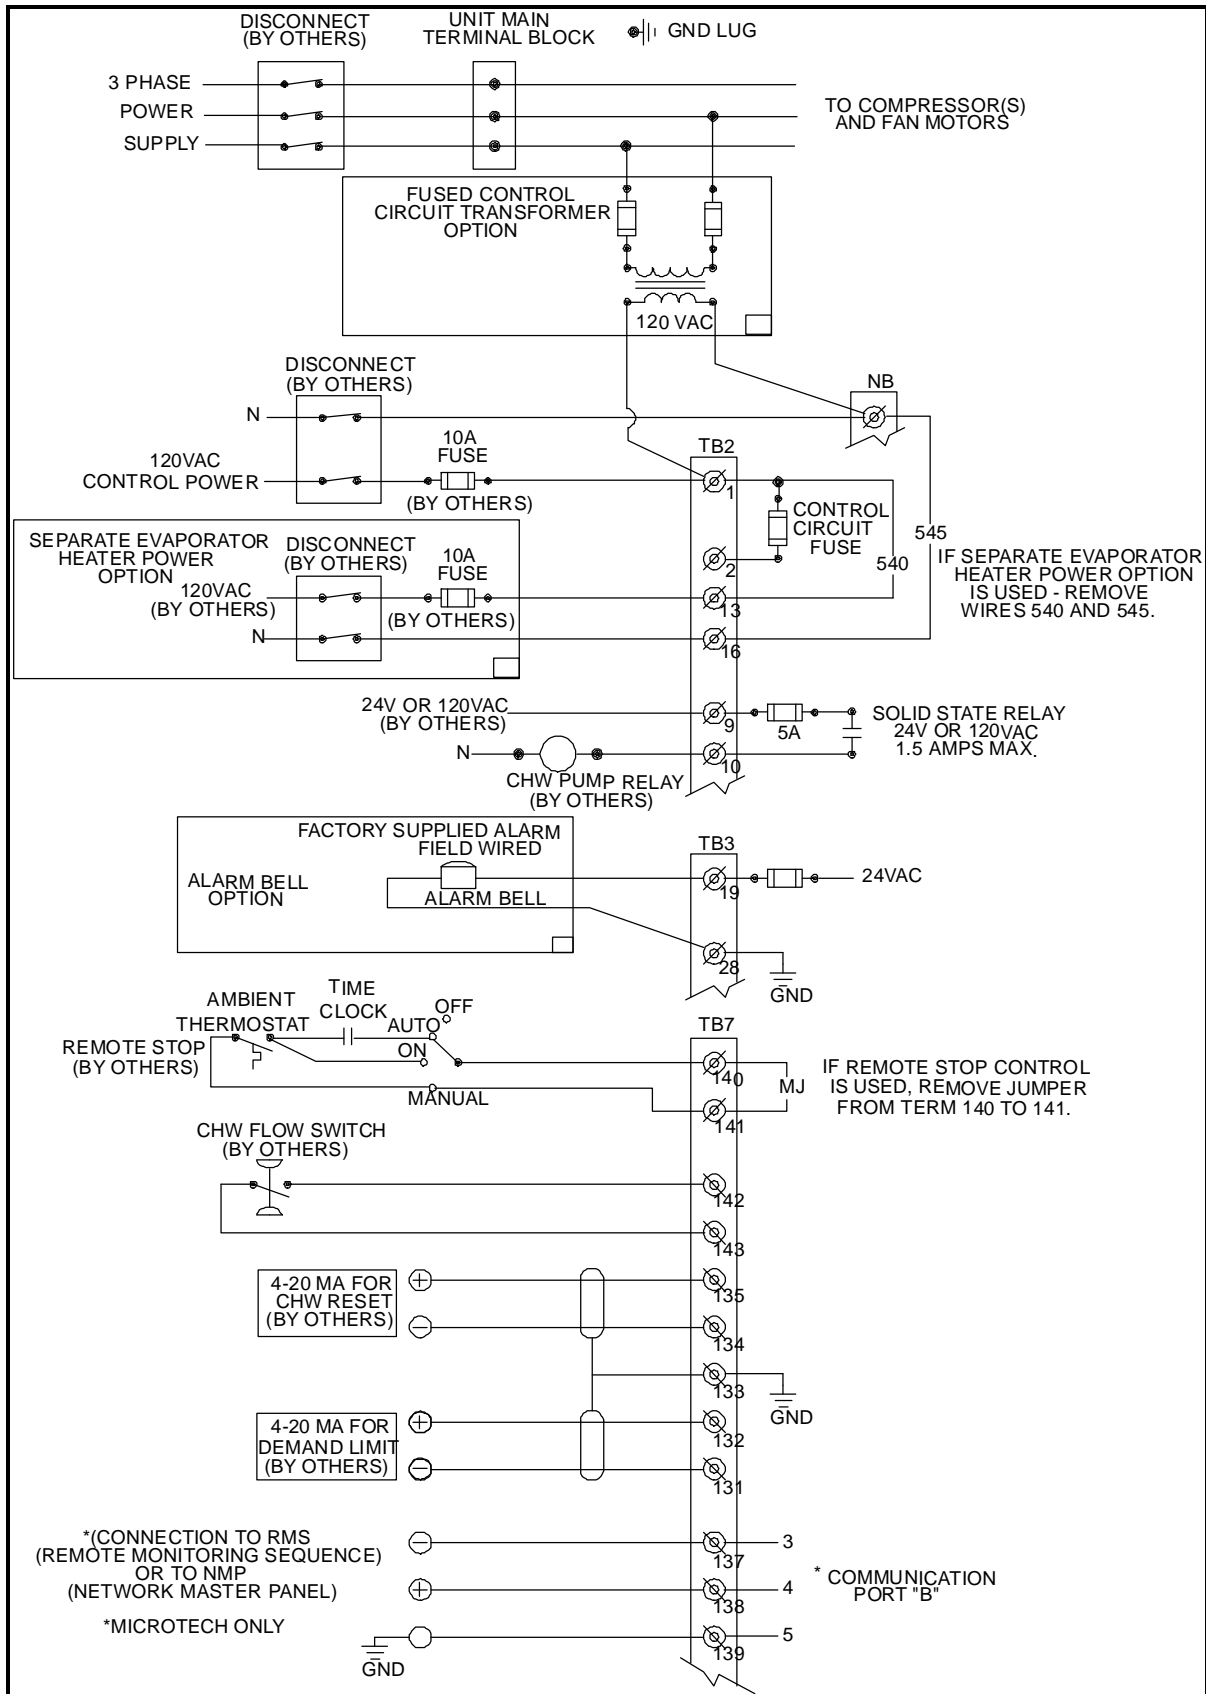 DISCONNECT
(BY OTHERS)
UNIT MAIN
TERMINAL BLOCK
GND LUG
3 PHASE
POWER
SUPPLY
TO COMPRESSOR(S)
AND FAN MOTORS
FUSED CONTROL
CIRCUIT TRANSFORMER
OPTION
120 VAC
DISCONNECT
(BY OTHERS)
NB
N
10A
FUSE
TB2
120VAC
CONTROL POWER
(BY OTHERS)
1
CONTROL
CIRCUIT
FUSE
2
540
545
SEPARATE EVAPORATOR
HEATER POWER
OPTION
DISCONNECT
(BY OTHERS)
10A
FUSE
120VAC
(BY OTHERS)
(BY OTHERS)
N
13
16
IF SEPARATE EVAPORATOR
HEATER POWER OPTION
IS USED - REMOVE
WIRES 540 AND 545.
24V OR 120VAC
(BY OTHERS)
9
5A
SOLID STATE RELAY
24V OR 120VAC
1.5 AMPS MAX.
N
10
CHW PUMP RELAY
(BY OTHERS)
FACTORY SUPPLIED ALARM
FIELD WIRED
ALARM BELL
OPTION
ALARM BELL
TB3
19
24VAC
28
GND
AMBIENT
THERMOSTAT
TIME
CLOCK
OFF
AUTO
ON
REMOTE STOP
(BY OTHERS)
MANUAL
TB7
140
MJ
141
IF REMOTE STOP CONTROL
IS USED, REMOVE JUMPER
FROM TERM 140 TO 141.
CHW FLOW SWITCH
(BY OTHERS)
142
143
4-20 MA FOR
CHW RESET
(BY OTHERS)
+
−
135
134
133
GND
4-20 MA FOR
DEMAND LIMIT
(BY OTHERS)
+
−
132
131
*(CONNECTION TO RMS
(REMOTE MONITORING SEQUENCE)
OR TO NMP
(NETWORK MASTER PANEL)
*MICROTECH ONLY
−
+
GND
137
138
139
3
4
5
* COMMUNICATION
PORT "B"